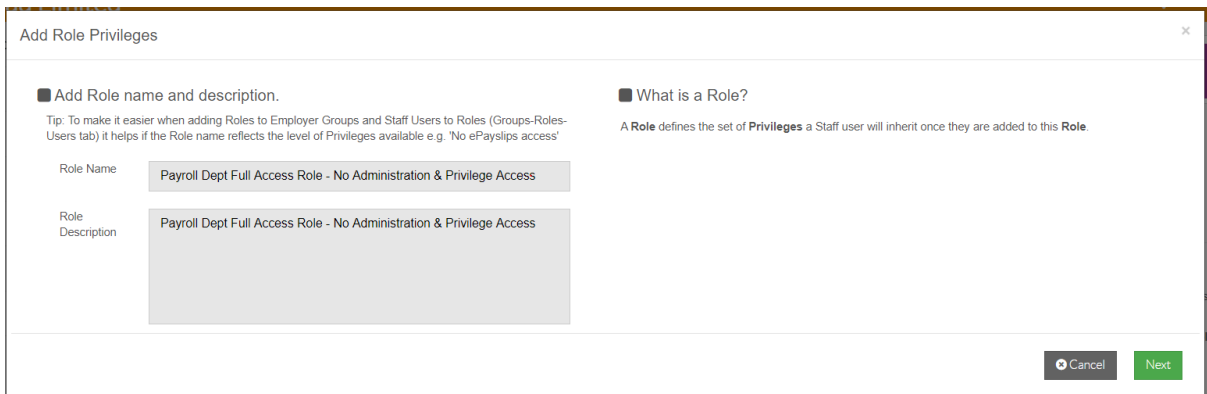 Add Role Privileges
×
Add Role name and description.
Tip: To make it easier when adding Roles to Employer Groups and Staff Users to Roles (Groups-Roles-
Users tab) it helps if the Role name reflects the level of Privileges available e.g. 'No ePayslips access'
Role Name
Payroll Dept Full Access Role - No Administration & Privilege Access
Role
Description
Payroll Dept Full Access Role - No Administration & Privilege Access
What is a Role?
A Role defines the set of Privileges a Staff user will inherit once they are added to this Role.
Cancel
Next